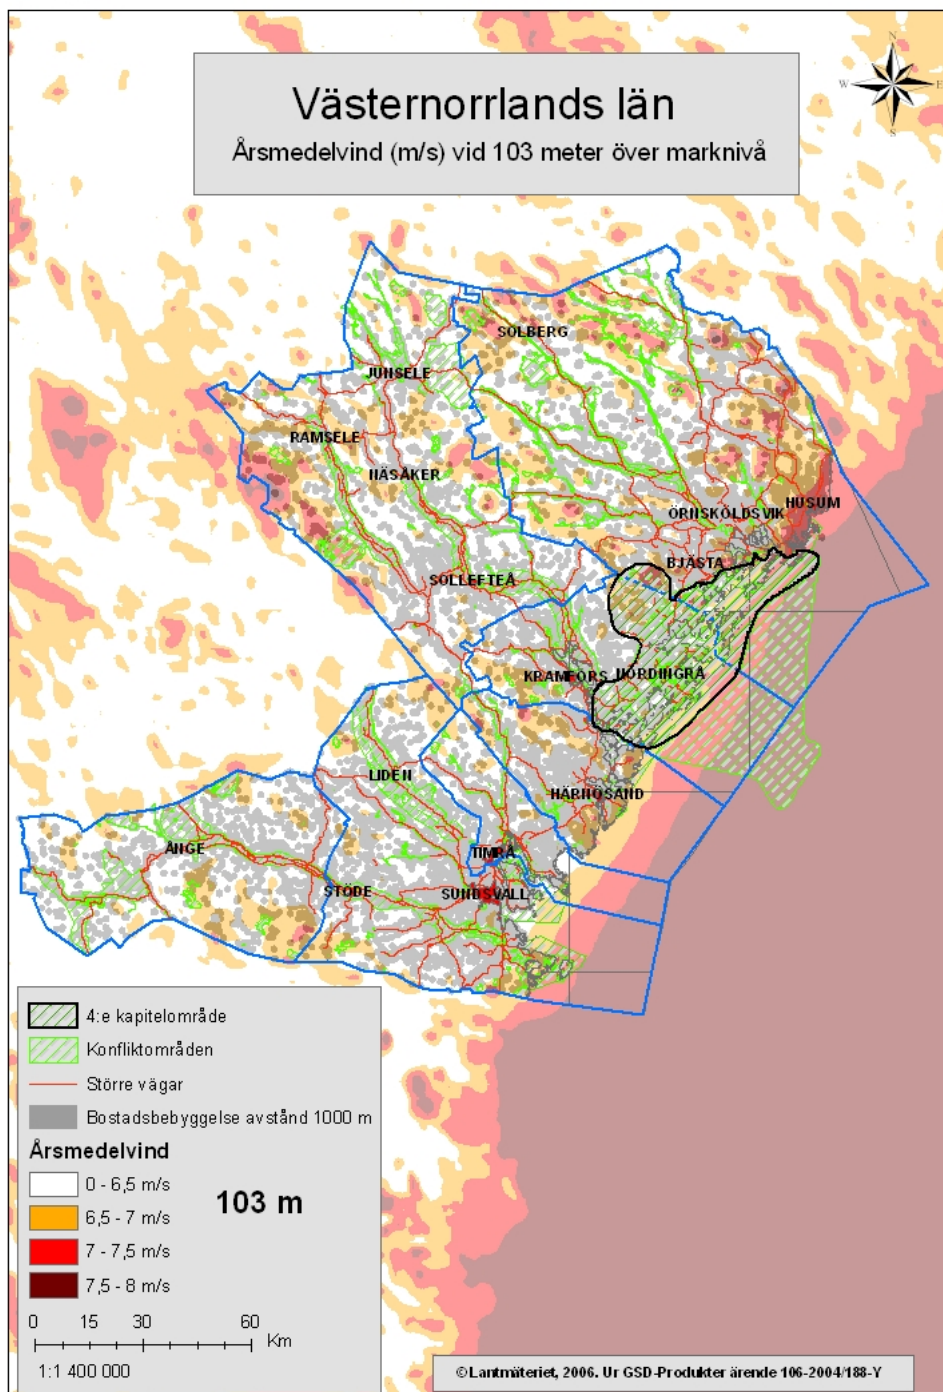 Västernorrlands län
Årsmedelvind (m/s) vid 103 meter över marknivå
N
W E
S
SOLBERG
JUNSELE
RAMSELE
NÄSÅKER
HUSUM
ÖRNSKÖLDSVIK
BJÄSTA
SOLLEFTEÅ
KRAMFORS
NORDINGRÅ
LIDEN
HÄRNÖSAND
ÅNGE
TIMRÅ
STÖDE
SUNDSVALL
4:e kapitelområde
Konfliktområden
Större vägar
Bostadsbebyggelse avstånd 1000 m
Årsmedelvind
0 - 6,5 m/s
103 m
6,5 - 7 m/s
7 - 7,5 m/s
7,5 - 8 m/s
0 15 30 60
Km
1:1 400 000
©Lantmäteriet, 2006. Ur GSD-Produkter ärende 106-2004/188-Y